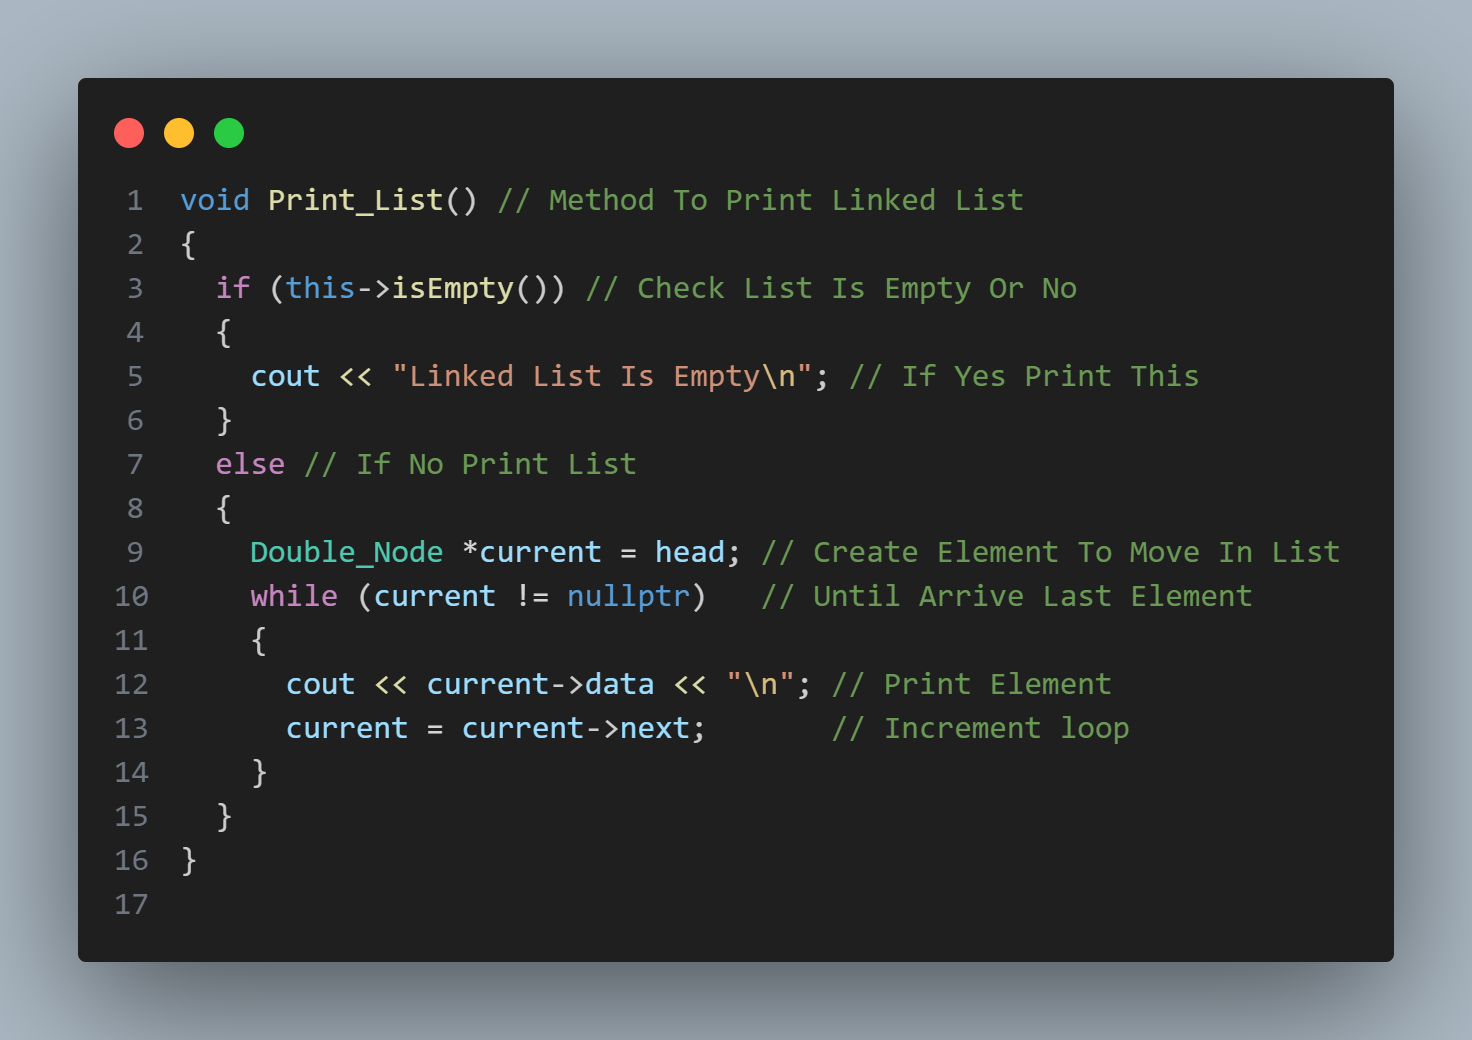 1 void Print_List() // Method To Print Linked List
2 {
3   if (this->isEmpty()) // Check List Is Empty Or No
4   {
5     cout << "Linked List Is Empty\n"; // If Yes Print This
6   }
7   else // If No Print List
8   {
9     Double_Node *current = head; // Create Element To Move In List
10     while (current != nullptr)   // Until Arrive Last Element
11     {
12       cout << current->data << "\n"; // Print Element
13       current = current->next;       // Increment loop
14     }
15   }
16 }
17